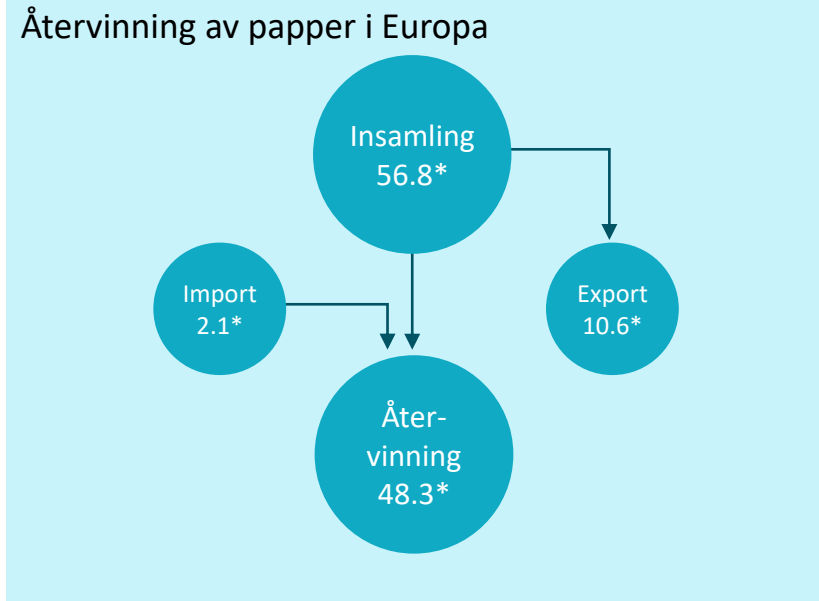 Återvinning av papper i Europa
Insamling
56.8*
Import
2.1*
Export
10.6*
Åter-
vinning
48.3*